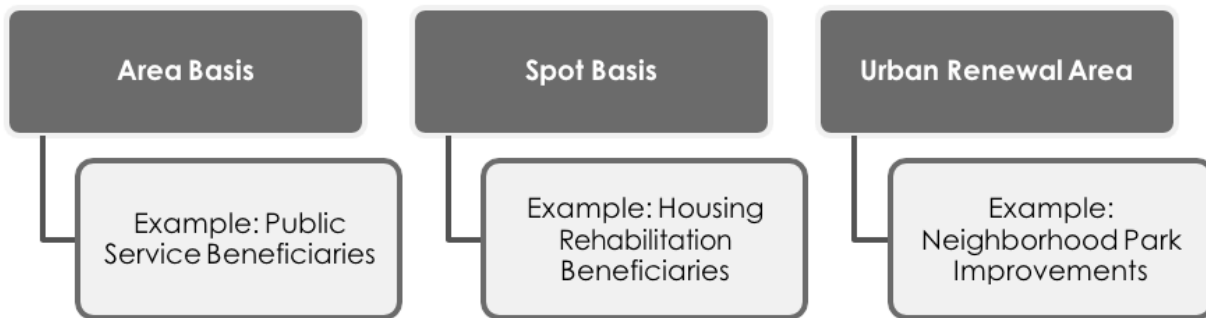 Area Basis
Example: Public
Service Beneficiaries
Spot Basis
Example: Housing
Rehabilitation
Beneficiaries
Urban Renewal Area
Example:
Neighborhood Park
Improvements